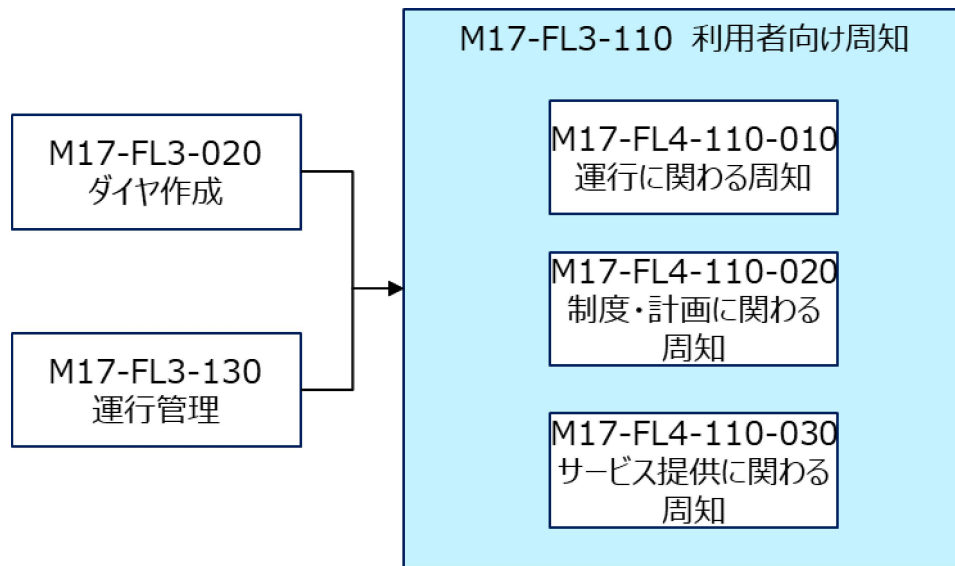 M17-FL3-110 利用者向け周知
M17-FL3-020
ダイヤ作成
M17-FL3-130
運行管理
M17-FL4-110-010
運行に関わる周知
M17-FL4-110-020
制度・計画に関わる
周知
M17-FL4-110-030
サービス提供に関わる
周知